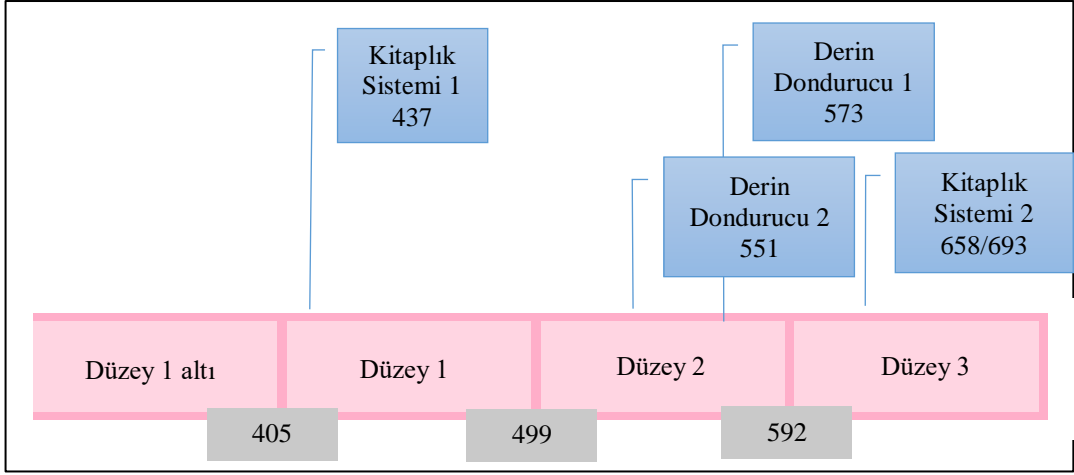 Kitaplık
Sistemi 1
437
Derin
Dondurucu 1
573
Derin
Dondurucu 2
551
Kitaplık
Sistemi 2
658/693
Düzey 1 altı
Düzey 1
Düzey 2
Düzey 3
405
499
592